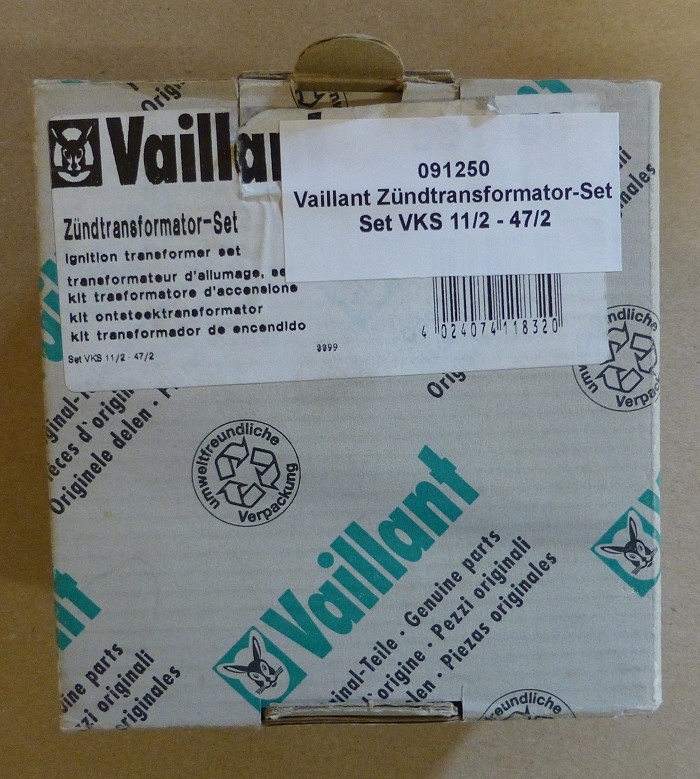 Vaillant
091250
Vaillant Zündtransformator-Set
Set VKS 11/2 - 47/2
Zündtransformator-Set
ignition transformer set
transformateur d'allumage, se
kit trasformatore d'accensione
kit ontsteektransformator
kit transformador de encendido
Set VKS 11/2 - 47/2
0899
4 024074 118320
umweltfreundliche
Verpackung
Originele delen
Vaillant
Genuine parts
Pezzi originali
Piezas originales